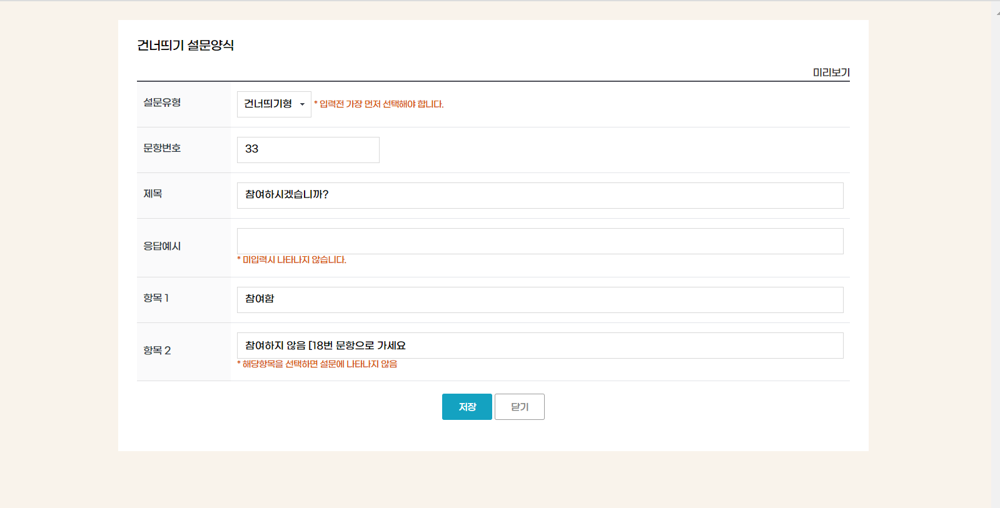 건너띄기 설문양식
미리보기
설문유형
건너띄기형 * 입력전 가장 먼저 선택해야 합니다.
문항번호
33
제목
참여하시겠습니까?
응답예시
* 미입력시 나타나지 않습니다.
항목 1
참여함
항목 2
참여하지 않음 [18번 문항으로 가세요
* 해당항목을 선택하면 설문에 나타나지 않음
저장 닫기